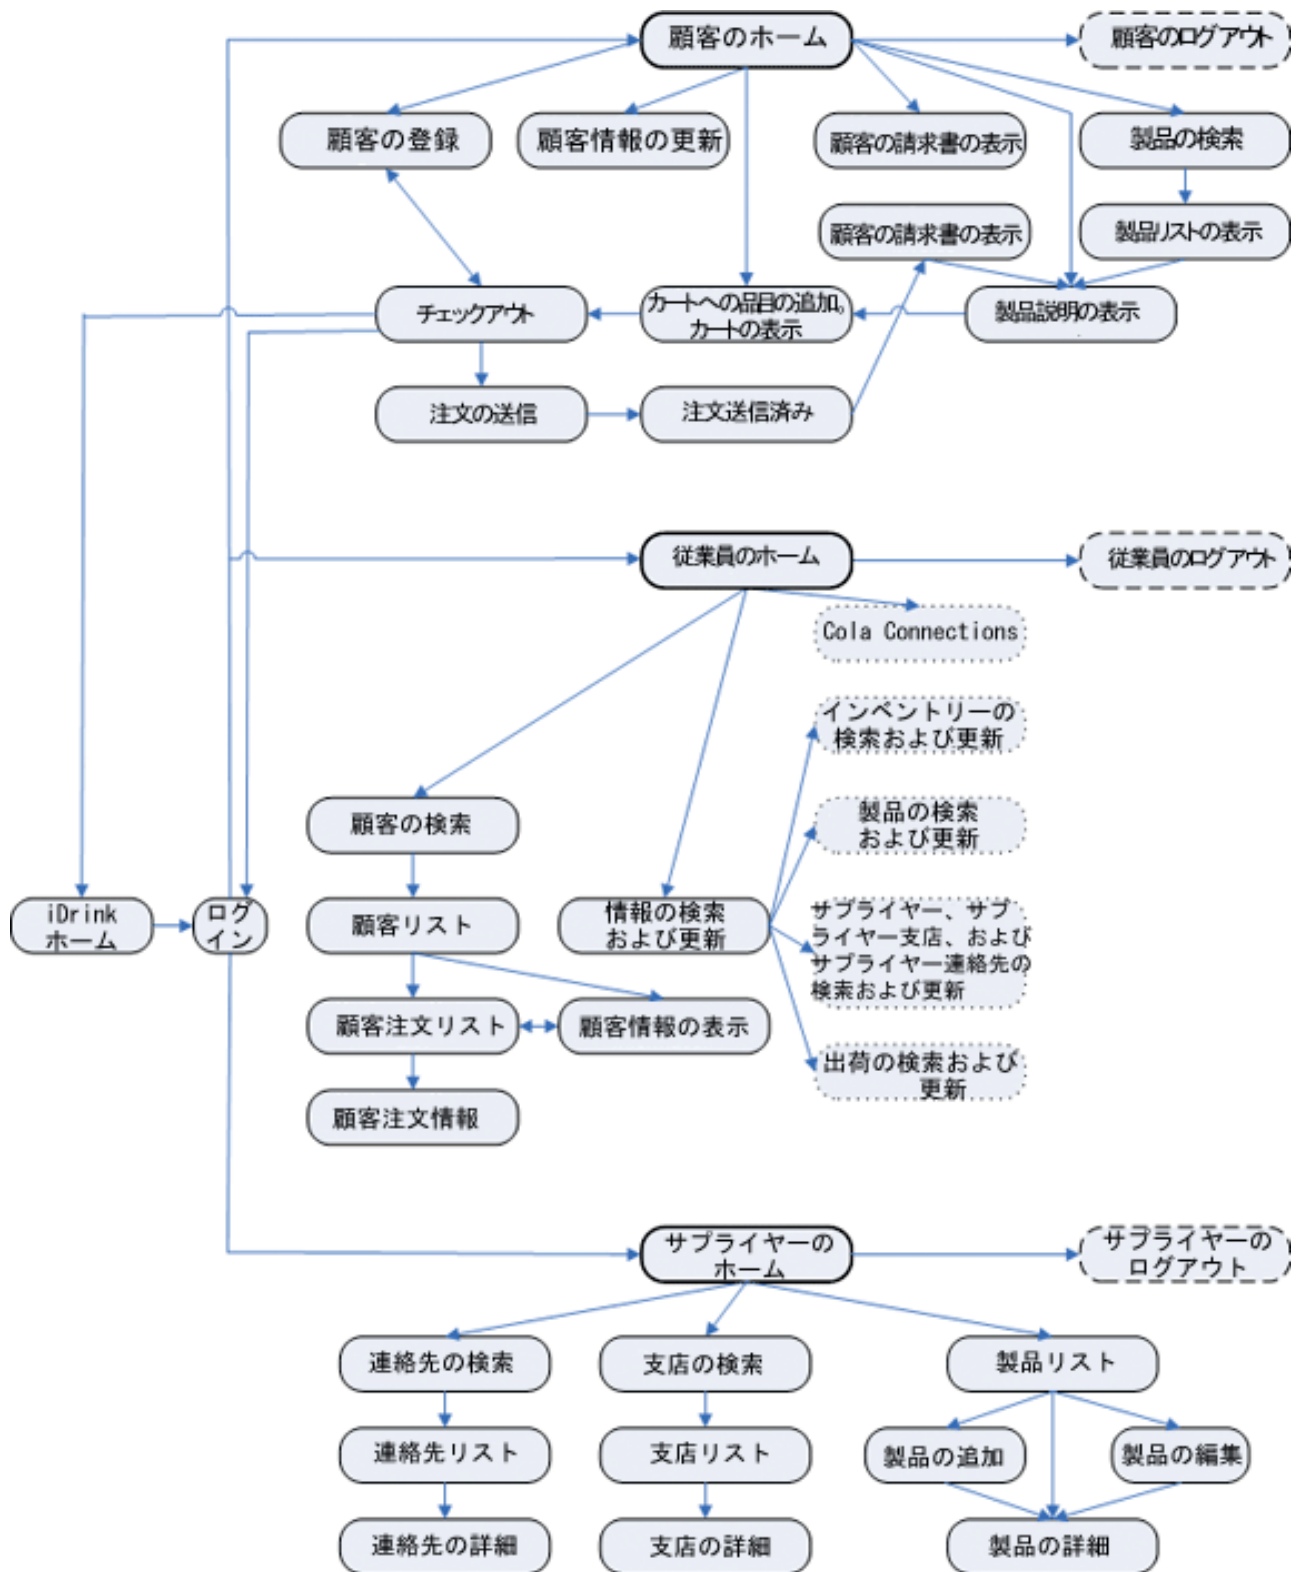 顧客のホーム
顧客のログアウト
顧客の登録
顧客情報の更新
顧客の請求書の表示
製品の検索
顧客の請求書の表示
製品リストの表示
チェックアウト
カートへの品目の追加。
カートの表示
製品説明の表示
注文の送信
注文送信済み
従業員のホーム
従業員のログアウト
Cola Connections
インベントリーの
検索および更新
顧客の検索
製品の検索
および更新
iDrink
ホーム
ログ
イン
顧客リスト
情報の検索
および更新
サプライヤー、サプ
ライヤー支店、および
サプライヤー連絡先の
検索および更新
顧客注文リスト
顧客情報の表示
出荷の検索および
更新
顧客注文情報
サプライヤーの
ホーム
サプライヤーの
ログアウト
連絡先の検索
支店の検索
製品リスト
連絡先リスト
支店リスト
製品の追加
製品の編集
連絡先の詳細
支店の詳細
製品の詳細